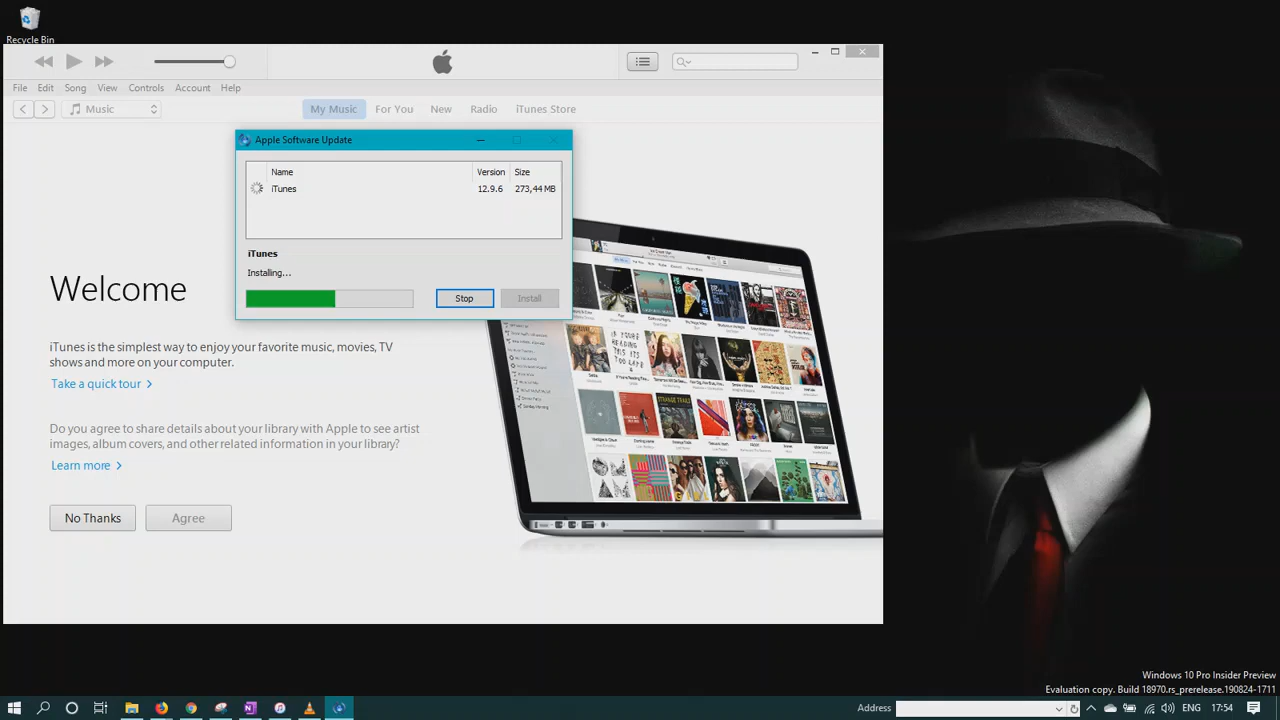 Recycle Bin
File Edit Song View Controls Account Help
Music
My Music For You New Radio iTunes Store
Apple Software Update
Name Version Size
iTunes 12.9.6 273,44 MB
iTunes
Installing...
Stop Install
Welcome
iTunes is the simplest way to enjoy your favorite music, movies, TV
shows and more on your computer.
Take a quick tour
Do you agree to share details about your library with Apple to see artist
images, album covers, and other related information in your library?
Learn more
No Thanks Agree
Windows 10 Pro Insider Preview
Evaluation copy. Build 18970.rs_prerelease.190824-1711
Address
ENG 17:54